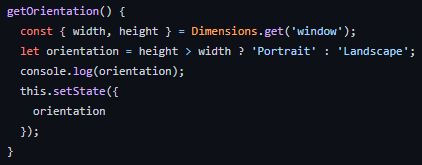 getOrientation() {
  const { width, height } = Dimensions.get('window');
  let orientation = height > width ? 'Portrait' : 'Landscape';
  console.log(orientation);
  this.setState({
    orientation
  });
}